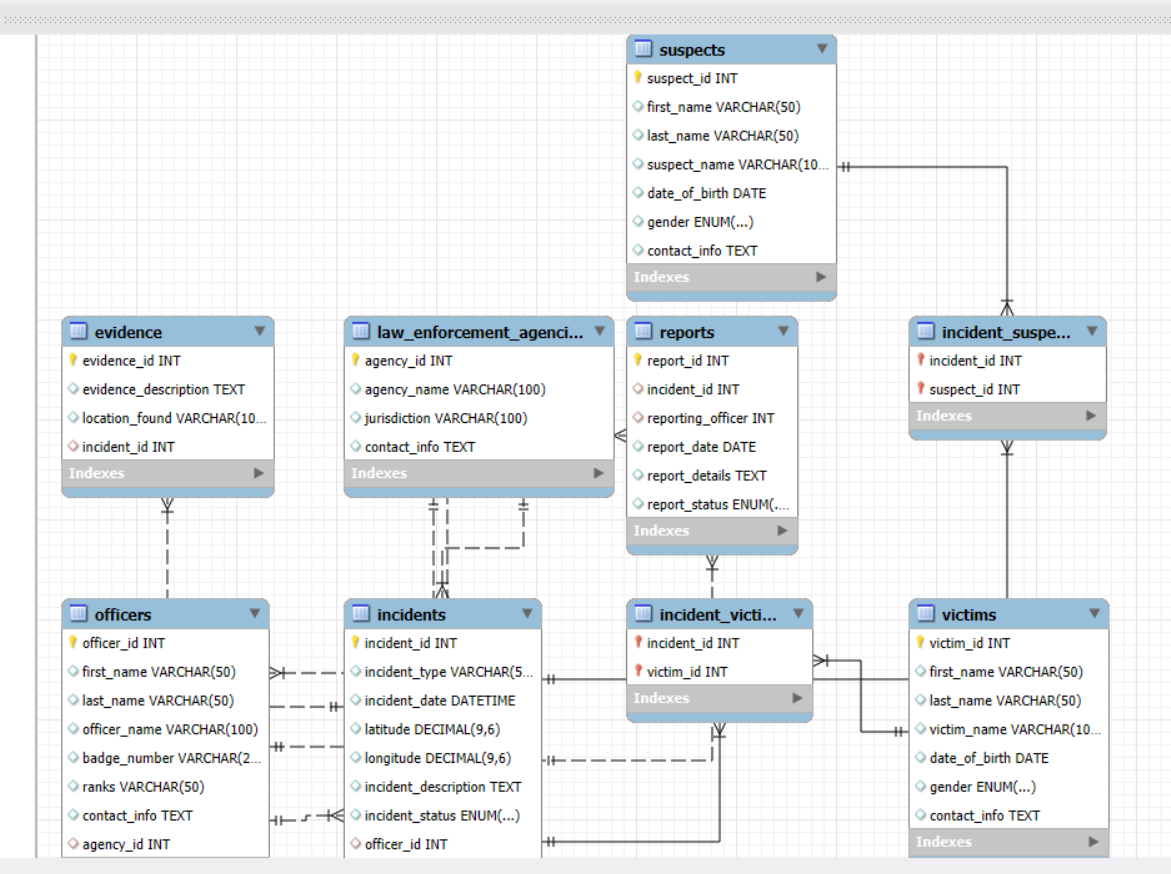 suspects
suspect_id INT
first_name VARCHAR(50)
last_name VARCHAR(50)
suspect_name VARCHAR(10...
date_of_birth DATE
gender ENUM(...)
contact_info TEXT
Indexes
evidence
evidence_id INT
evidence_description TEXT
location_found VARCHAR(10...
incident_id INT
Indexes
law_enforcement_agenci...
agency_id INT
agency_name VARCHAR(100)
jurisdiction VARCHAR(100)
contact_info TEXT
Indexes
reports
report_id INT
incident_id INT
reporting_officer INT
report_date DATE
report_details TEXT
report_status ENUM(....
Indexes
incident_suspe...
incident_id INT
suspect_id INT
Indexes
officers
officer_id INT
first_name VARCHAR(50)
last_name VARCHAR(50)
officer_name VARCHAR(100)
badge_number VARCHAR(2...
ranks VARCHAR(50)
contact_info TEXT
agency_id INT
incidents
incident_id INT
incident_type VARCHAR(5...
incident_date DATETIME
latitude DECIMAL(9,6)
longitude DECIMAL(9,6)
incident_description TEXT
incident_status ENUM(...)
officer_id INT
incident_victi...
incident_id INT
victim_id INT
Indexes
victims
victim_id INT
first_name VARCHAR(50)
last_name VARCHAR(50)
victim_name VARCHAR(10...
date_of_birth DATE
gender ENUM(...)
contact_info TEXT
Indexes